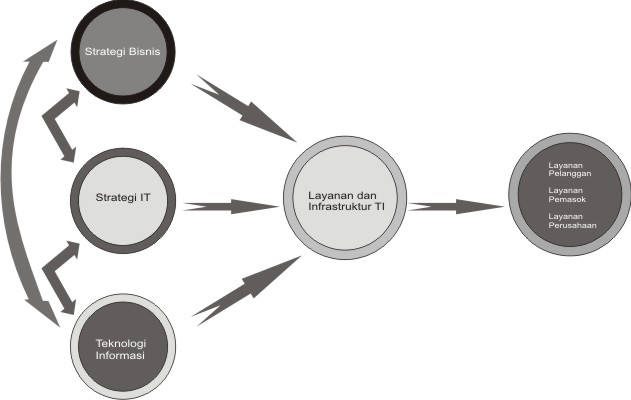 Strategi Bisnis
Strategi IT
Teknologi
Informasi
Layanan dan
Infrastruktur TI
Layanan
Pelanggan
Layanan
Pemasok
Layanan
Perusahaan